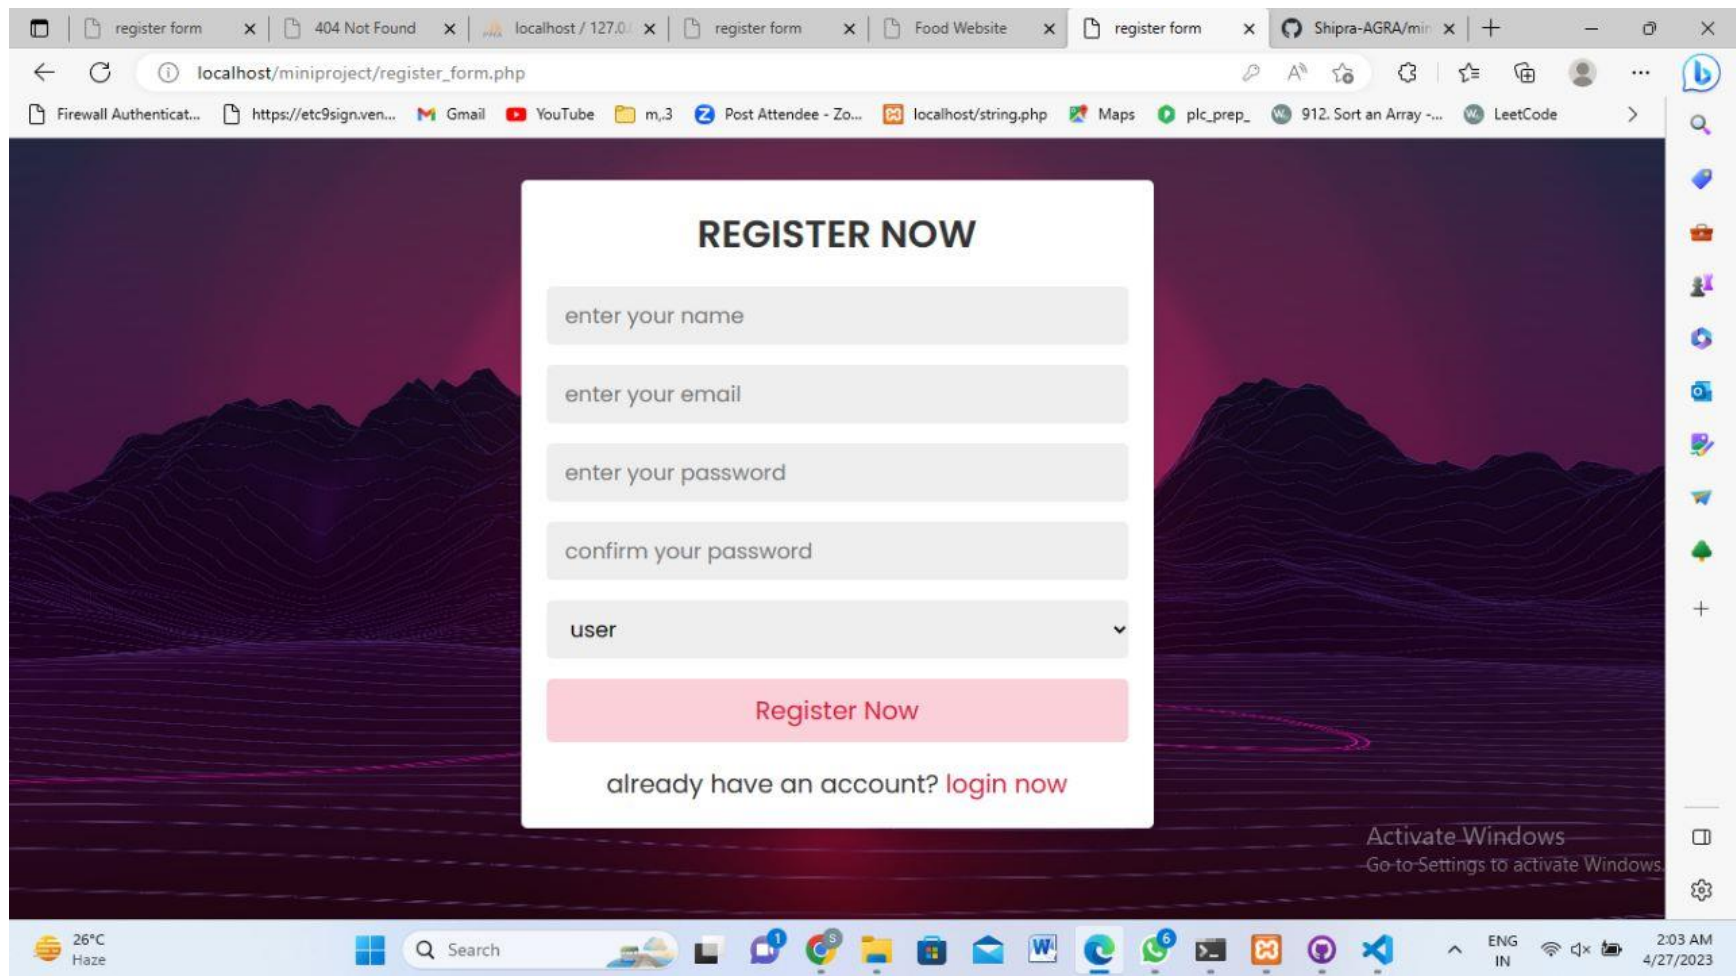 register form
404 Not Found
localhost / 127.0.
register form
Food Website
register form
Shipra-AGRA/min
localhost/miniproject/register_form.php
Firewall Authenticat...
https://etc9sign.ven...
Gmail
YouTube
m,3
Post Attendee - Zo...
localhost/string.php
Maps
plc_prep_
912. Sort an Array -...
LeetCode
REGISTER NOW
enter your name
enter your email
enter your password
confirm your password
user
Register Now
already have an account? login now
Activate Windows
Go to Settings to activate Windows.
26°C
Haze
Search
1
S
6
ENG
IN
2:03 AM
4/27/2023